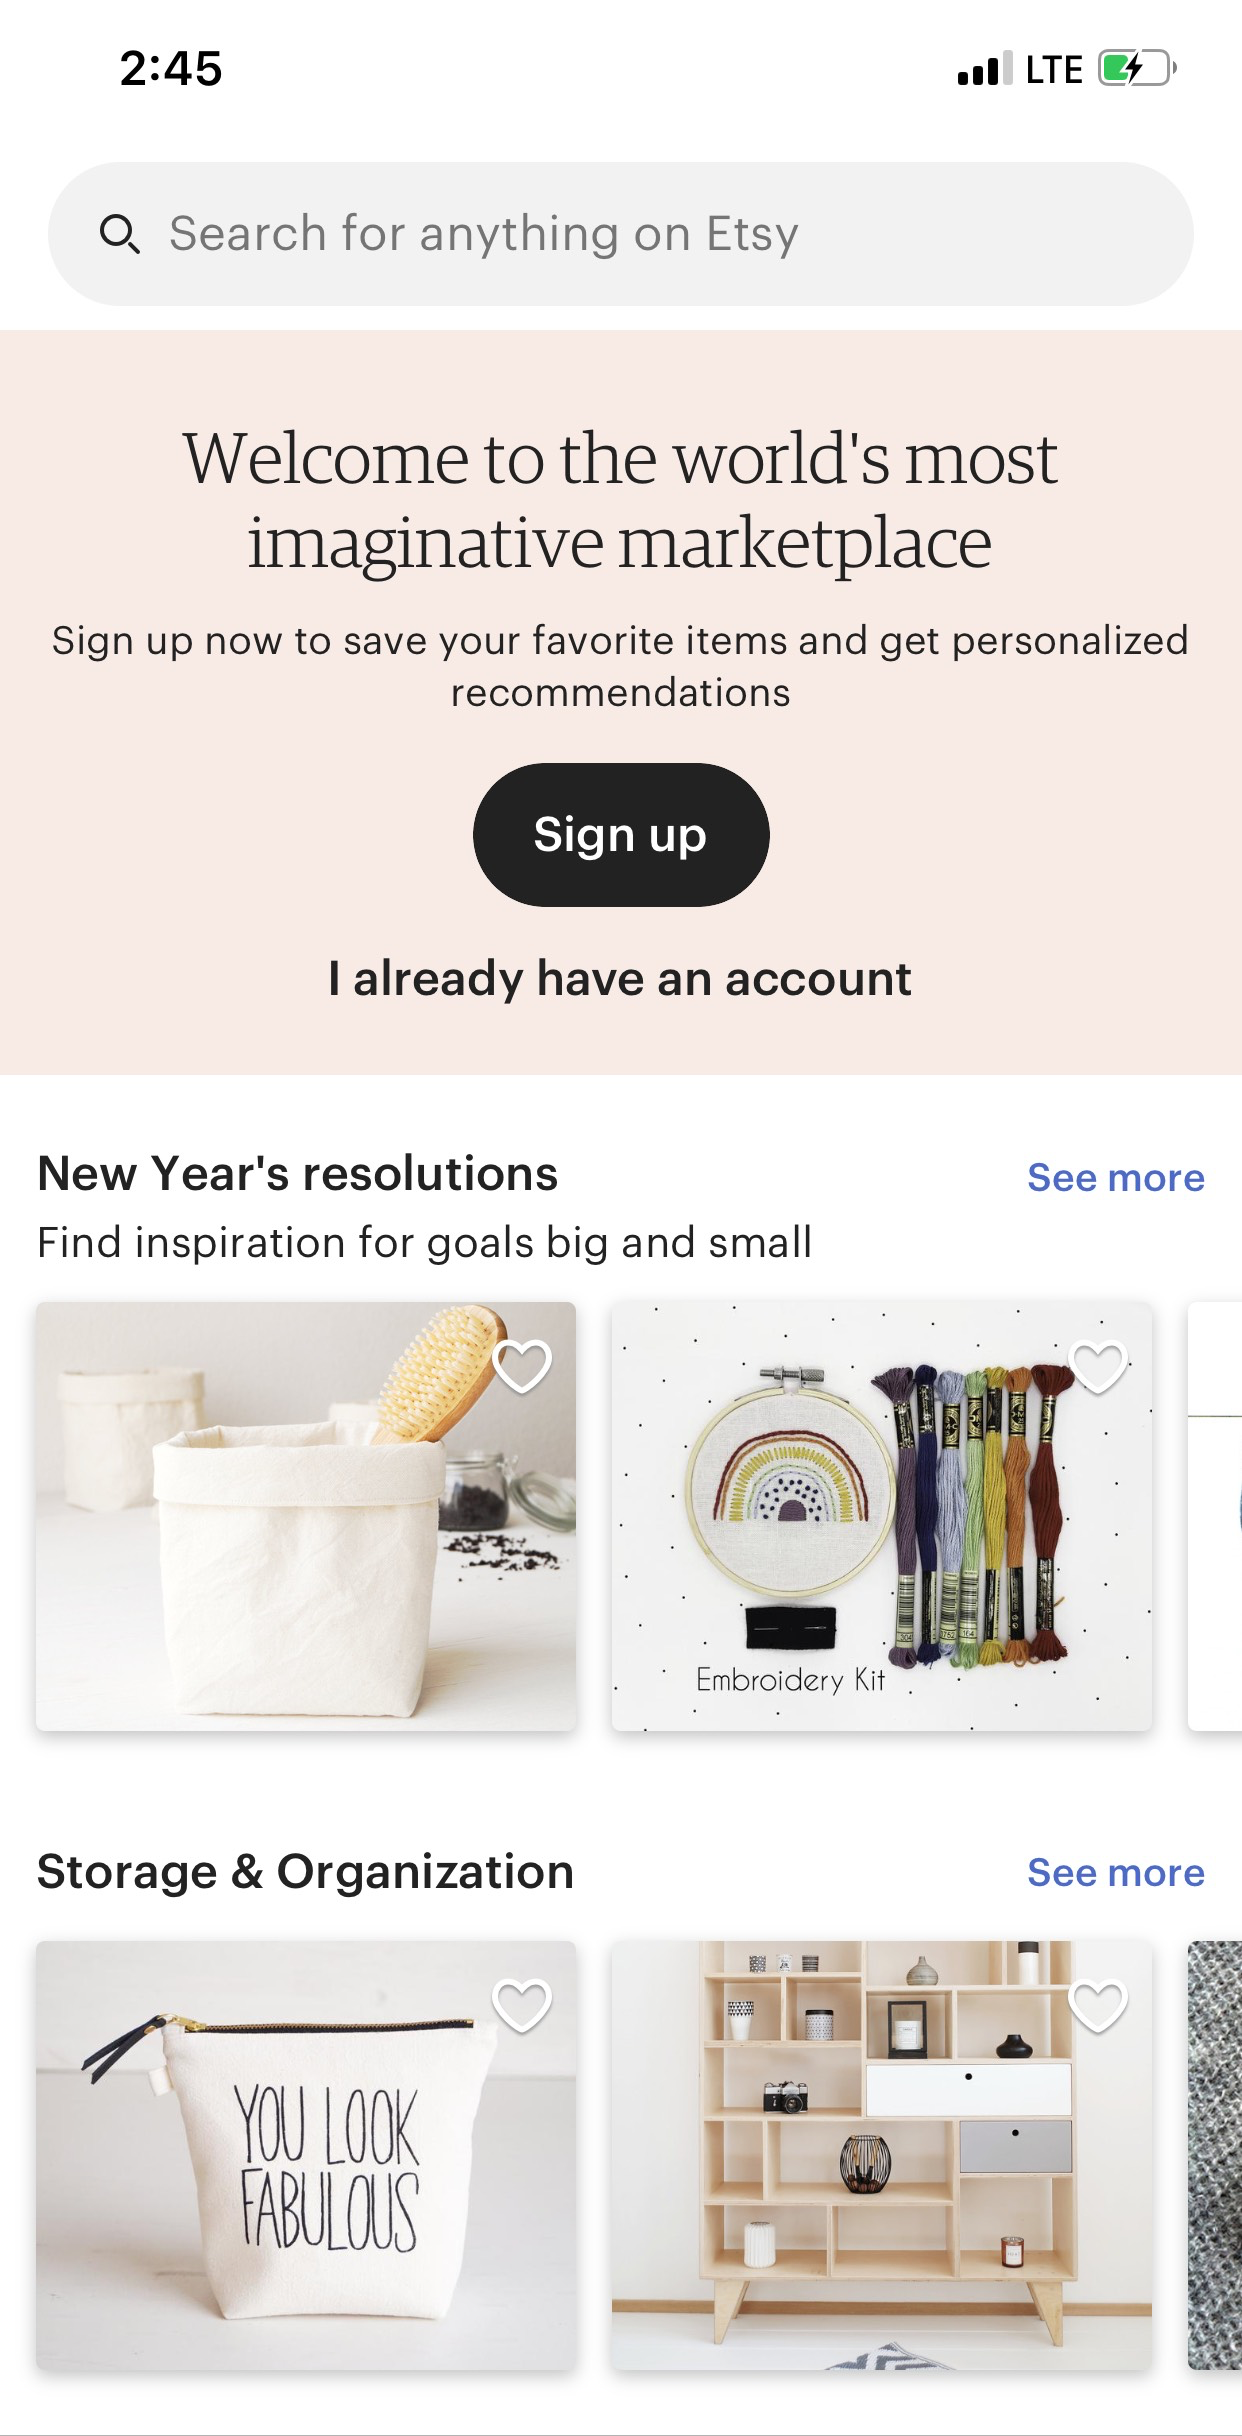 2:45
LTE
Search for anything on Etsy
Welcome to the world's most
imaginative marketplace
Sign up now to save your favorite items and get personalized
recommendations
Sign up
I already have an account
New Year's resolutions
See more
Find inspiration for goals big and small
Embroidery Kit
Storage & Organization
See more
YOU LOOK
FABULOUS